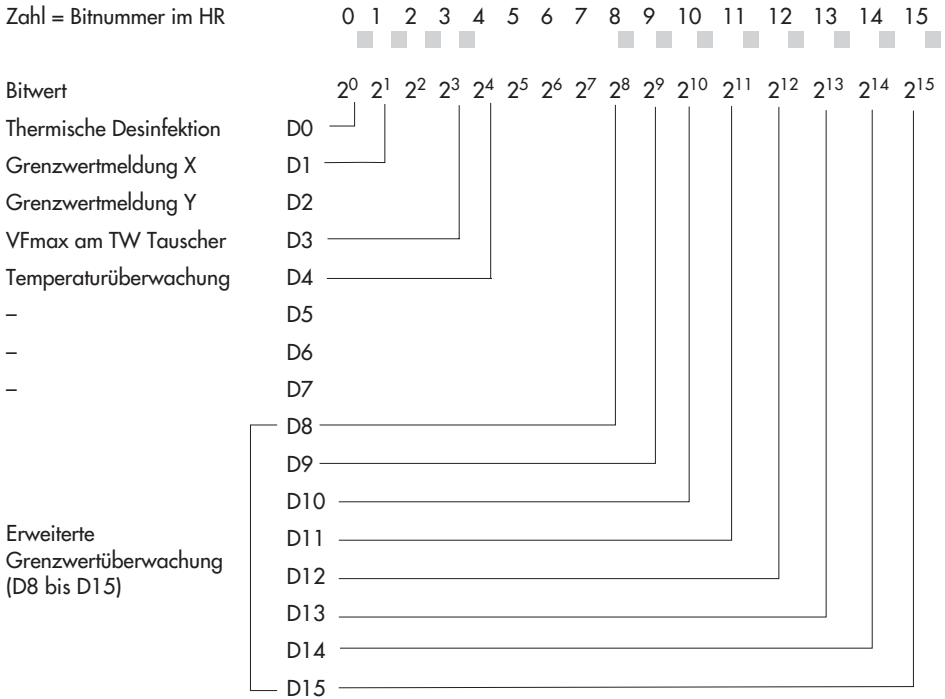 Zahl = Bitnummer im HR 0 1 2 3 4 5 6 7 8 9 10 11 12 13 14 15
Bitwert 2⁰ 2¹ 2² 2³ 2⁴ 2⁵ 2⁶ 2⁷ 2⁸ 2⁹ 2¹⁰ 2¹¹ 2¹² 2¹³ 2¹⁴ 2¹⁵
Thermische Desinfektion D0
Grenzwertmeldung X D1
Grenzwertmeldung Y D2
VFmax am TW Tauscher D3
Temperaturüberwachung D4
– D5
– D6
– D7
D8
D9
D10
Erweiterte D11
Grenzwertüberwachung
(D8 bis D15) D12
D13
D14
D15